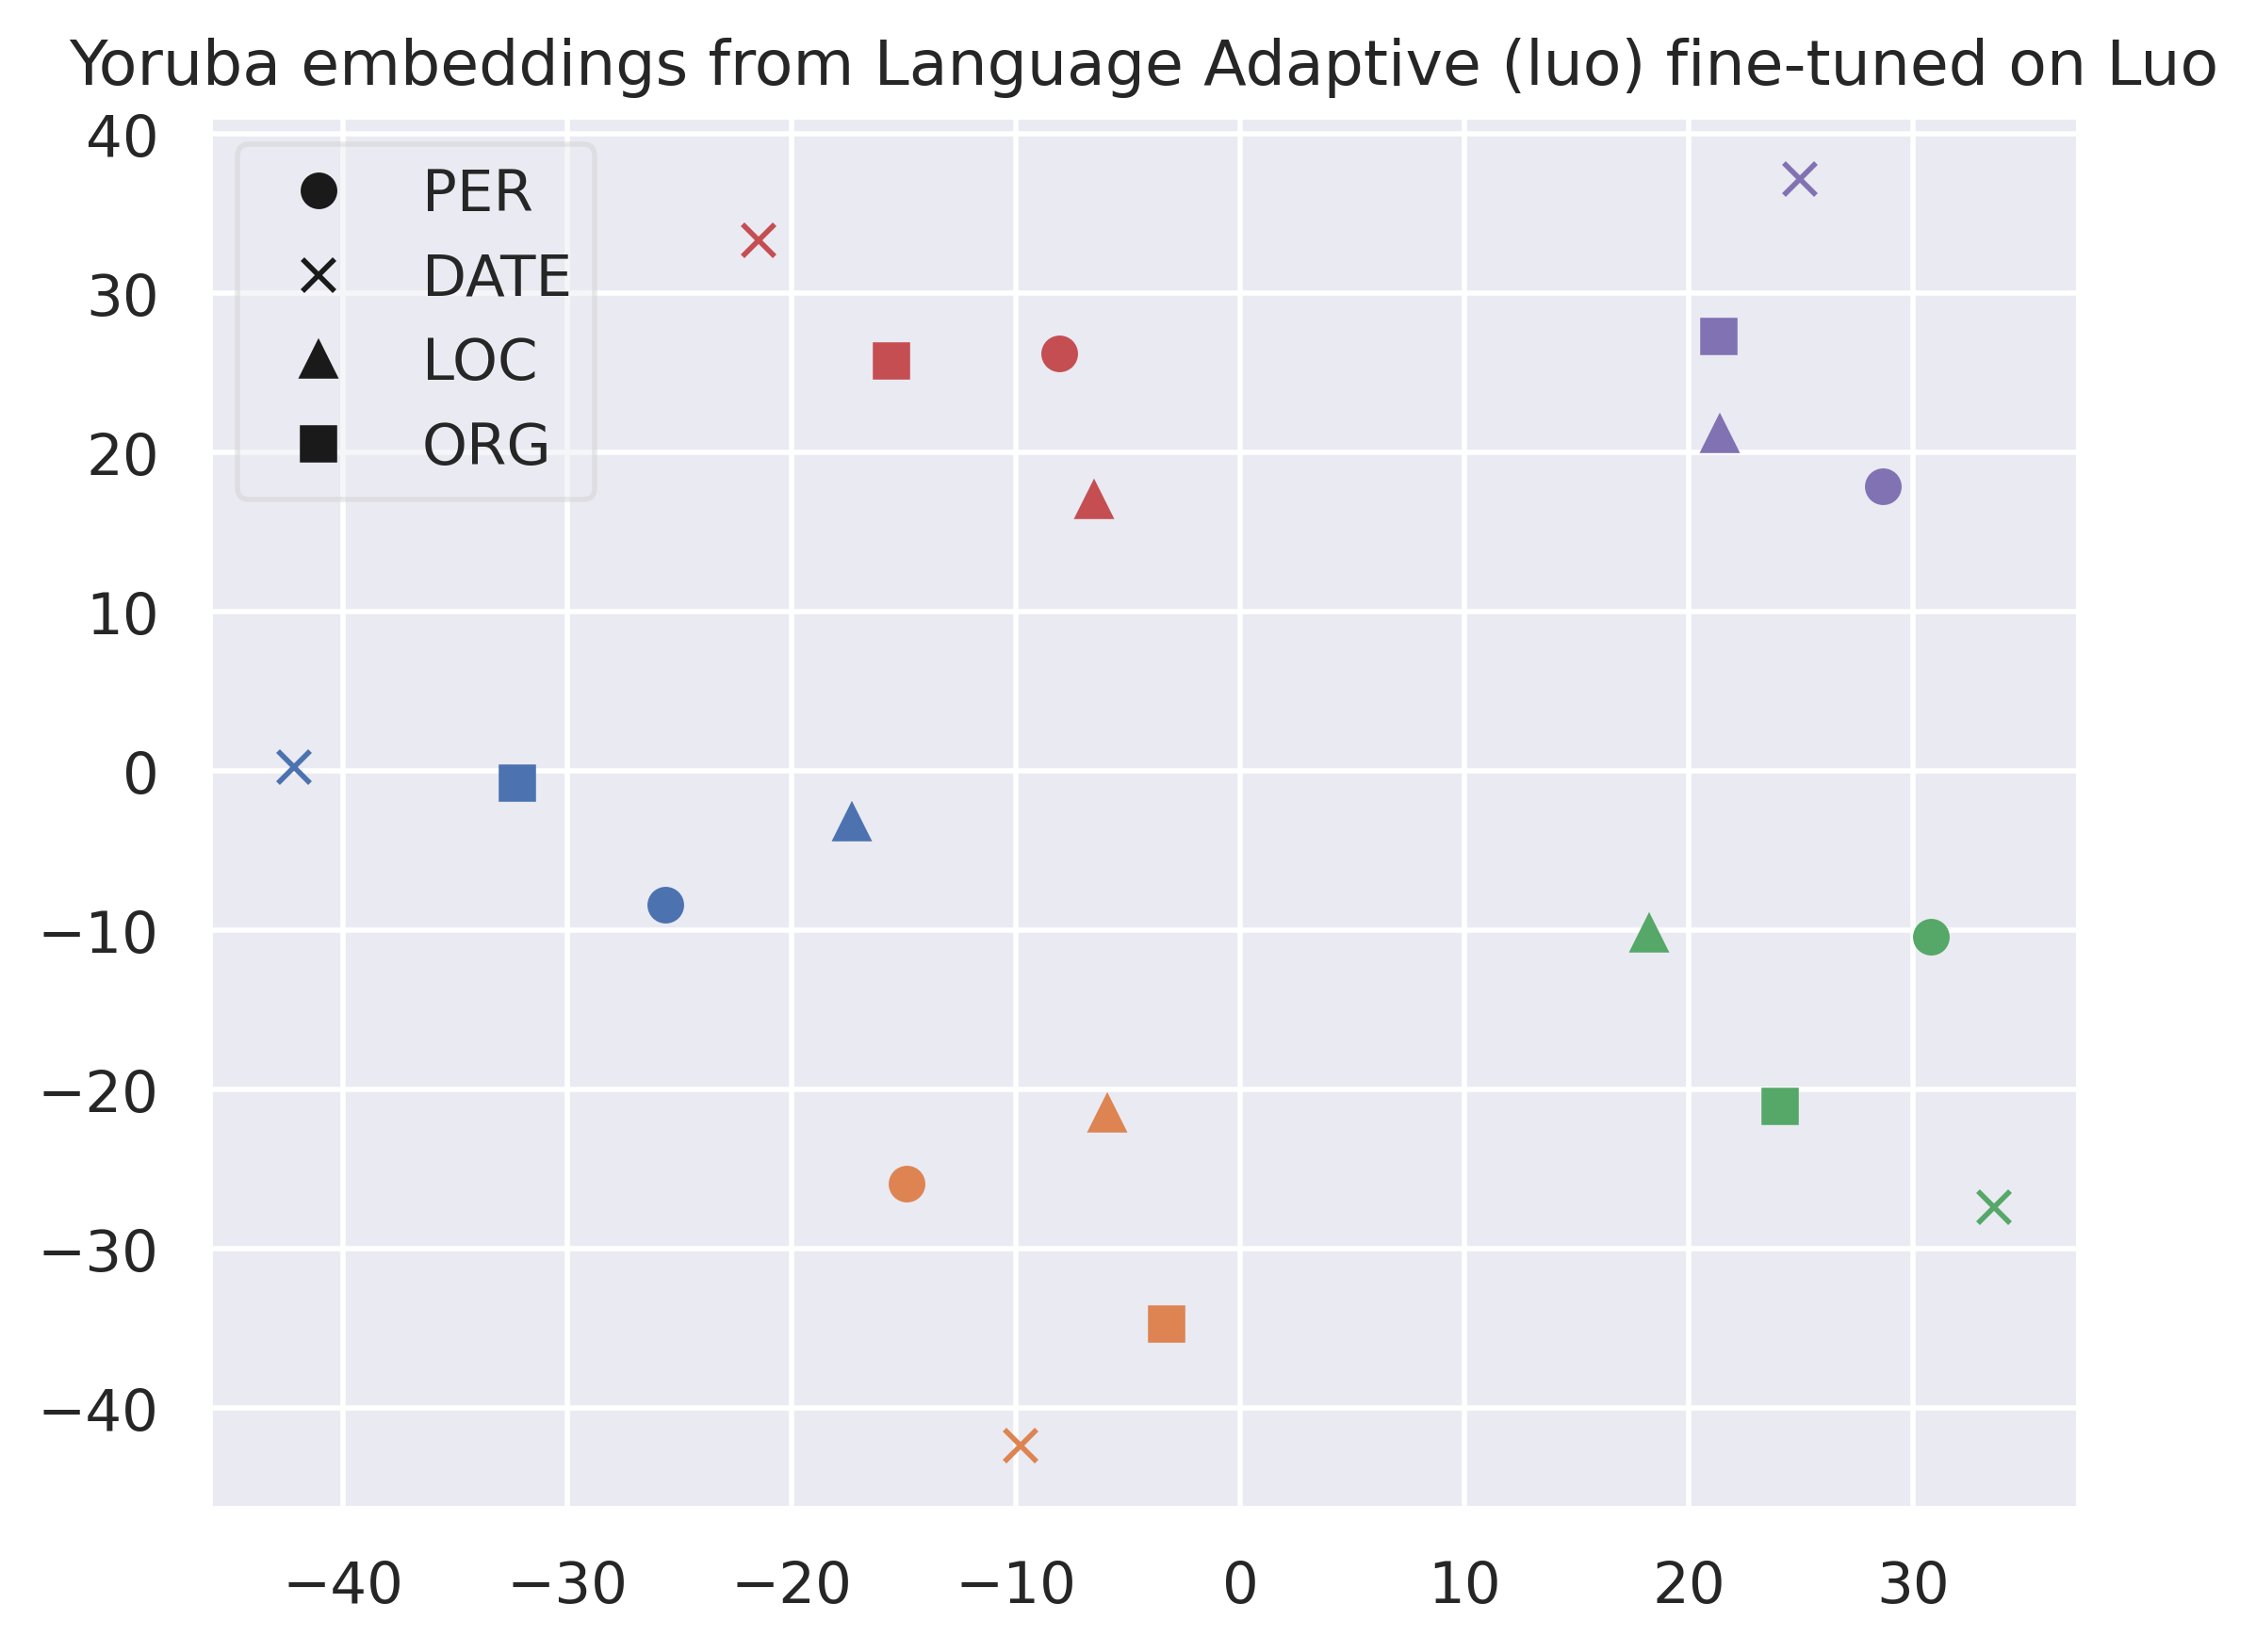 Yoruba embeddings from Language Adaptive (luo) fine-tuned on Luo
40
30
20
10
0
−10
−20
−30
−40
PER
DATE
LOC
ORG
−40 −30 −20 −10 0 10 20 30